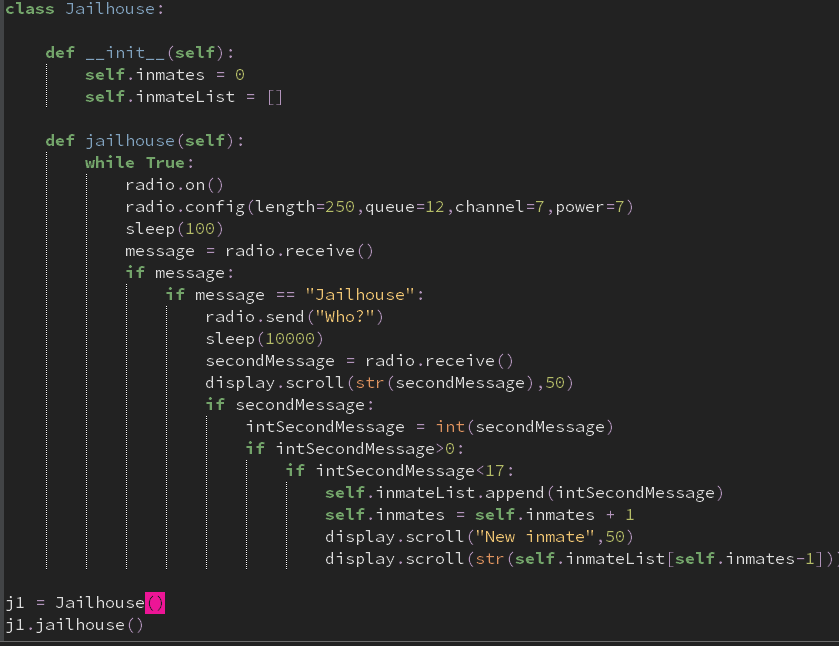 class Jailhouse:
    def __init__(self):
        self.inmates = 0
        self.inmateList = []
    def jailhouse(self):
        while True:
            radio.on()
            radio.config(length=250,queue=12,channel=7,power=7)
            sleep(100)
            message = radio.receive()
            if message:
                if message == "Jailhouse":
                    radio.send("Who?")
                    sleep(10000)
                    secondMessage = radio.receive()
                    display.scroll(str(secondMessage),50)
                    if secondMessage:
                        intSecondMessage = int(secondMessage)
                        if intSecondMessage>0:
                            if intSecondMessage<17:
                                self.inmateList.append(intSecondMessage)
                                self.inmates = self.inmates + 1
                                display.scroll("New inmate",50)
                                display.scroll(str(self.inmateList[self.inmates-1]))
j1 = Jailhouse()
j1.jailhouse()